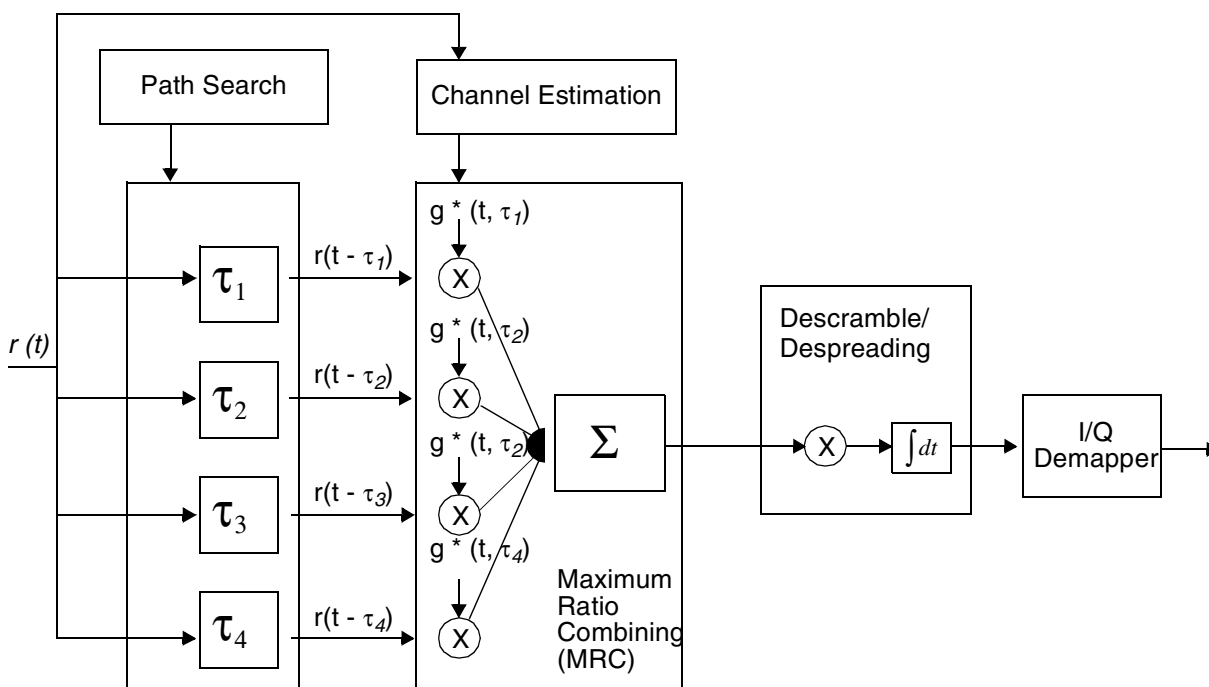 Path Search
Channel Estimation
g * (t, τ1)
τ1
r(t - τ1)
X
r (t)
g * (t, τ2)
τ2
r(t - τ2)
X
g * (t, τ2)
τ3
r(t - τ3)
X
g * (t, τ4)
τ4
r(t - τ4)
X
Σ
Maximum
Ratio
Combining
(MRC)
Descramble/
Despreading
X
∫dt
I/Q
Demapper